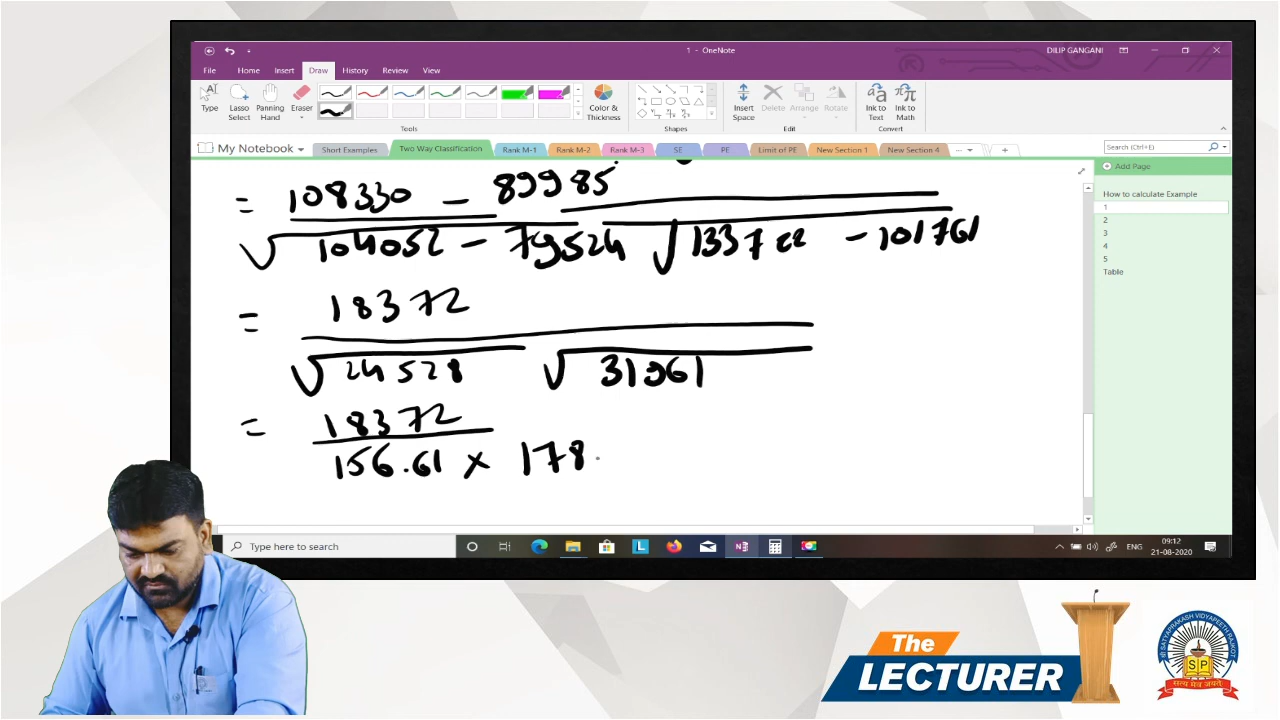 1 - OneNote
DILIP GANGANI
File Home Insert Draw History Review View
Type
Lasso Select
Panning Hand
Eraser
Color & Thickness
Insert Space
Delete
Arrange
Rotate
Ink to Text
Ink to Math
Tools
Shapes
Edit
Convert
My Notebook
Short Examples
Two Way Classification
Rank M-1
Rank M-2
Rank M-3
SE
PE
Limit of PE
New Section 1
New Section 4
Search (Ctrl+E)
Add Page
How to calculate Example
1
2
3
4
5
Table
= 108330 - 89985
√104052 - 79524 √133722 - 101761
= 18372
√24528 √31961
= 18372
156.61 × 178.
Type here to search
ENG
09:12
21-08-2020
The
LECTURER
SP